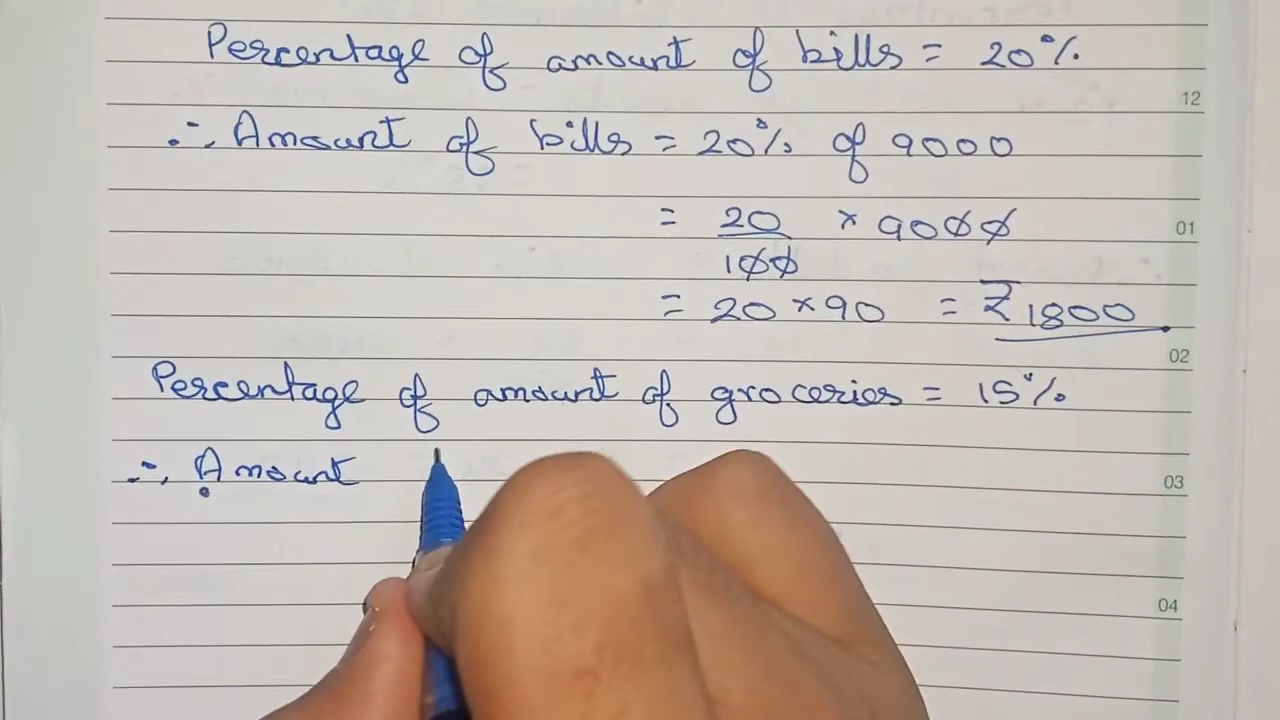 Percentage of amount of bills = 20%
12
∴ Amount of bills = 20% of 9000
= 20/100 × 9000
01
= 20 × 90 = ₹1800
02
Percentage of amount of groceries = 15%
∴ Amount
03
04